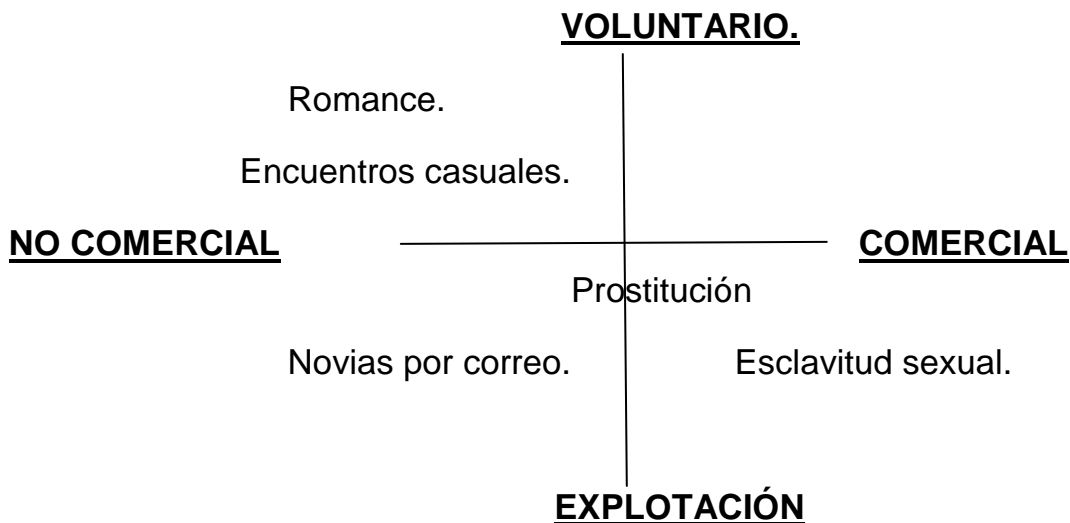 VOLUNTARIO.
Romance.
Encuentros casuales.
NO COMERCIAL
COMERCIAL
Prostitución
Novias por correo.
Esclavitud sexual.
EXPLOTACIÓN